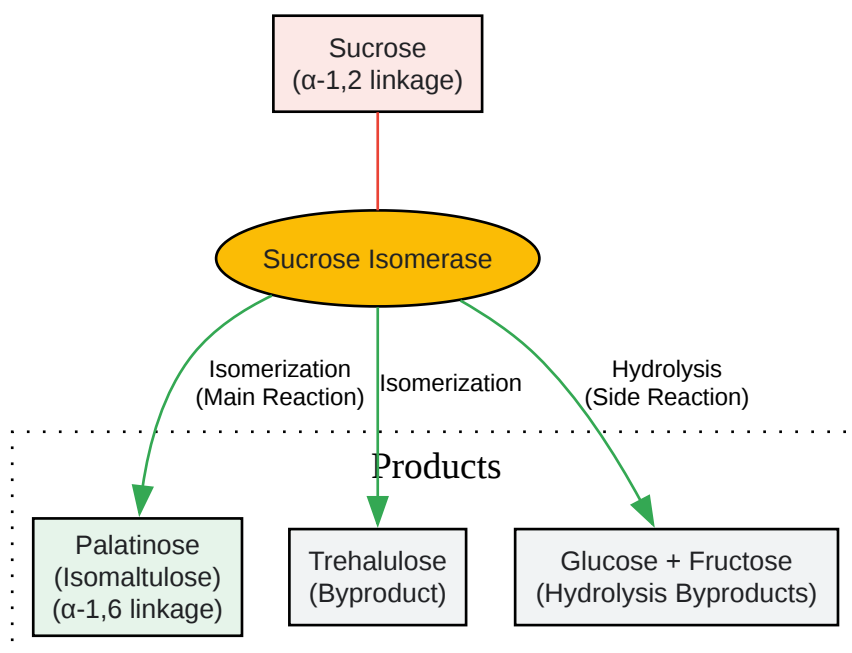 Sucrose
(α-1,2 linkage)
Sucrose Isomerase
Isomerization
(Main Reaction)
Isomerization
Hydrolysis
(Side Reaction)
Products
Palatinose
(Isomaltulose)
(α-1,6 linkage)
Trehalulose
(Byproduct)
Glucose + Fructose
(Hydrolysis Byproducts)